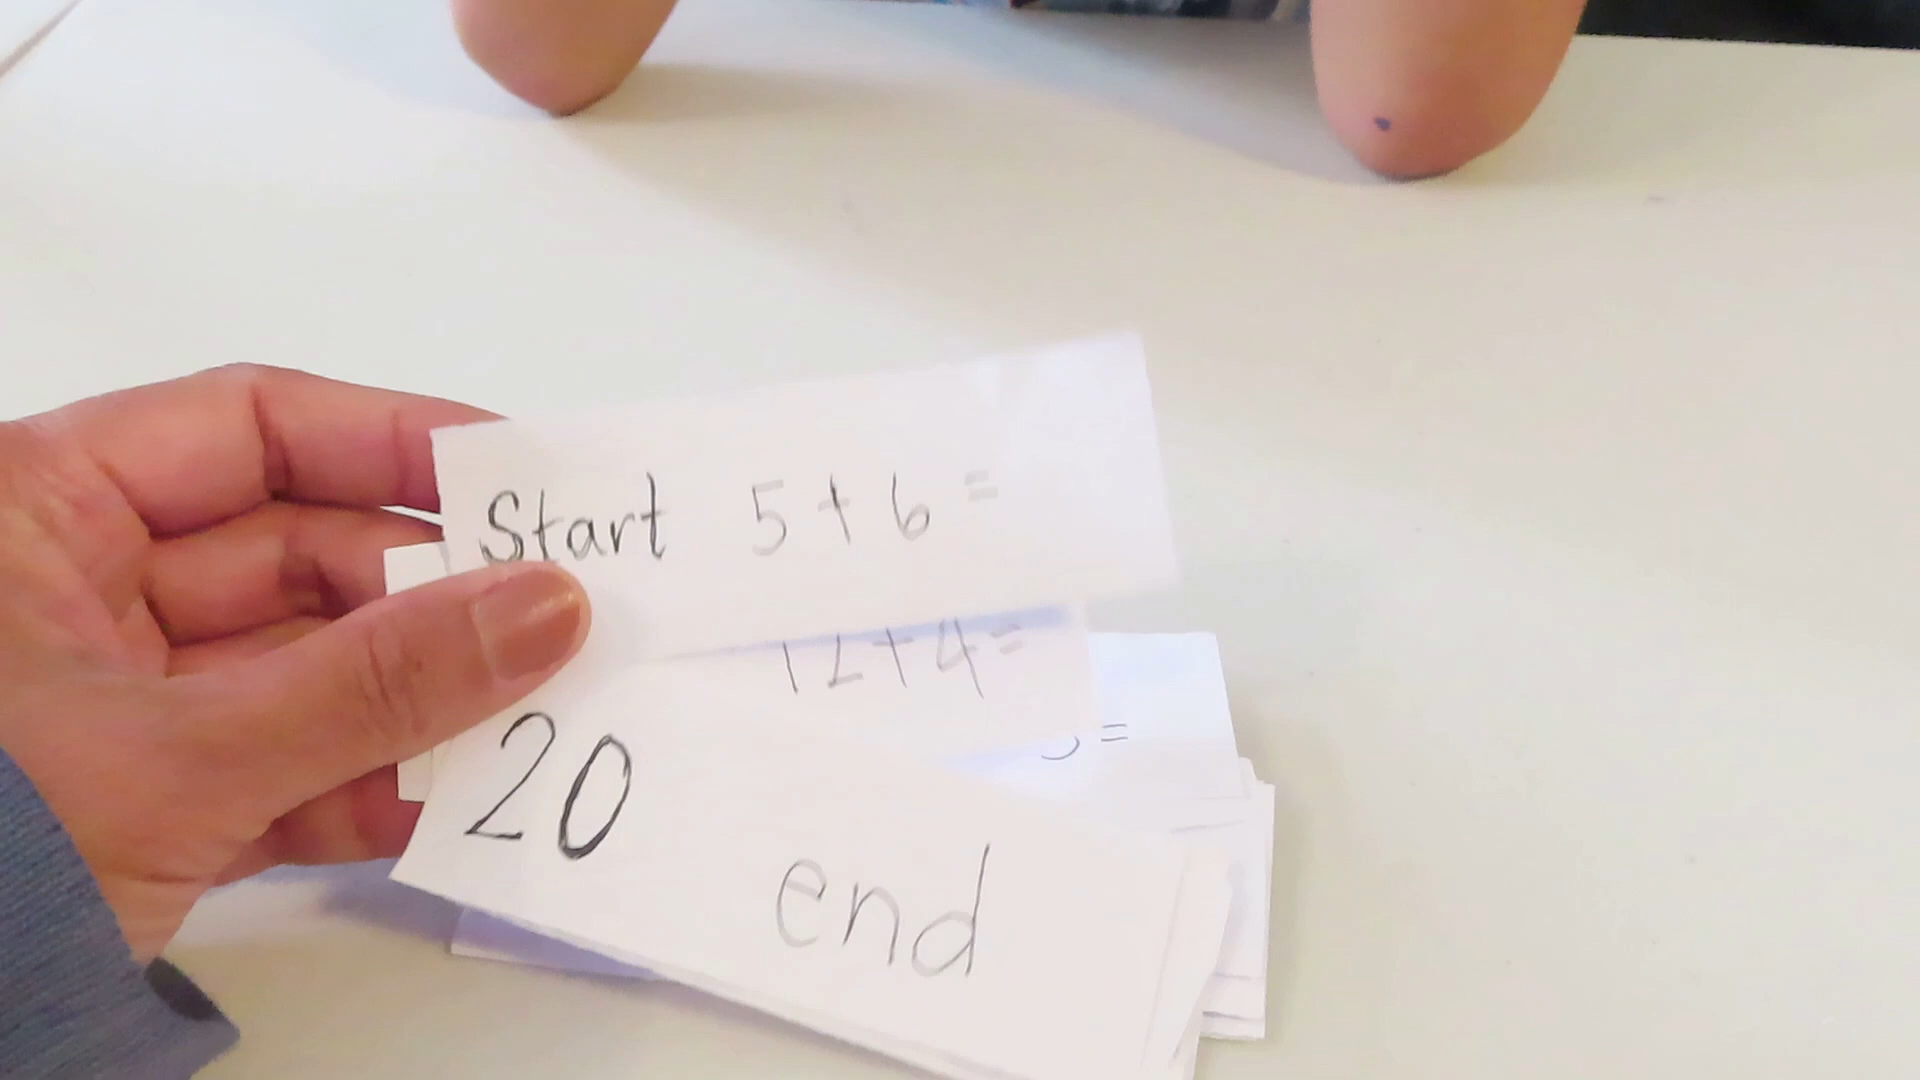 Start 5 + 6 =
12 + 4 =
=
20
end